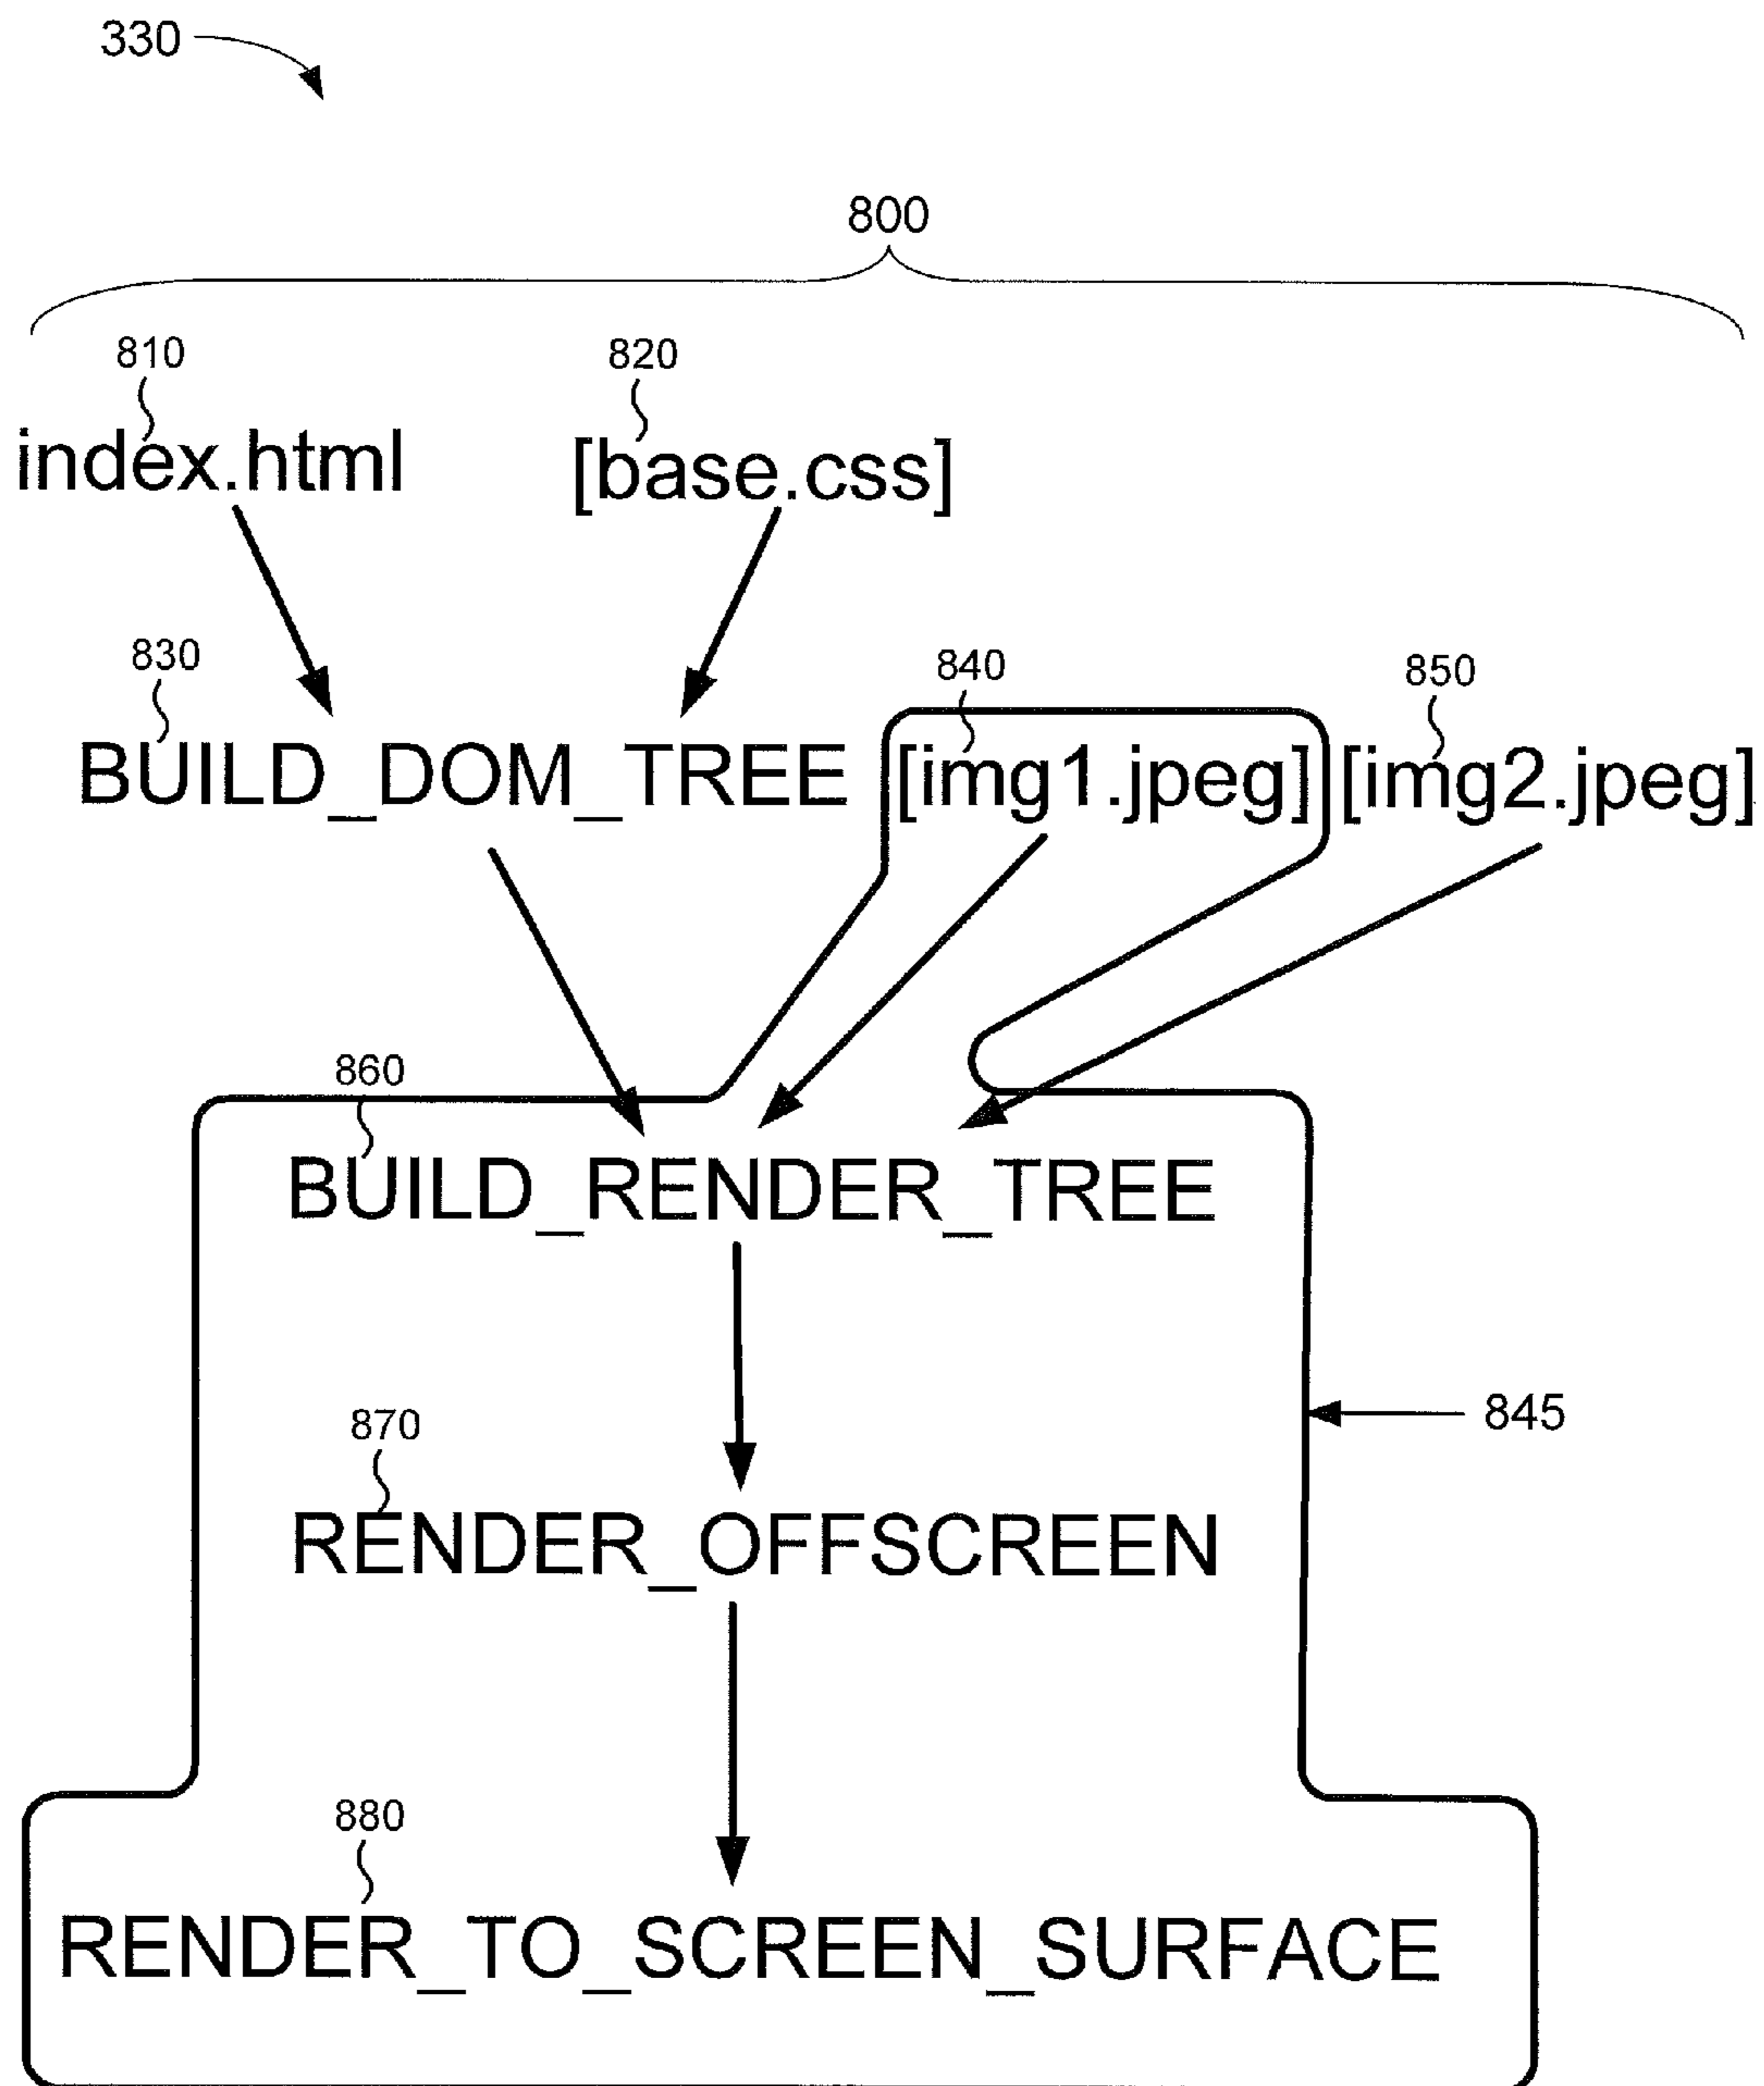 330
800
810 820
index.html [base.css]
830 840 850
BUILD_DOM_TREE [img1.jpeg] [img2.jpeg]
860
BUILD_RENDER_TREE
845
870
RENDER_OFFSCREEN
880
RENDER_TO_SCREEN_SURFACE